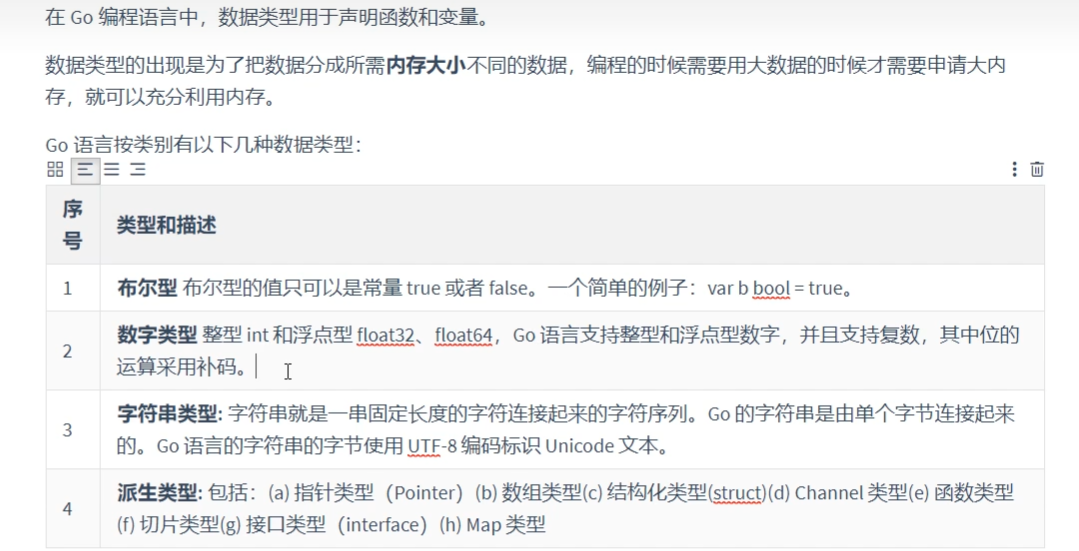 在 Go 编程语言中，数据类型用于声明函数和变量。
数据类型的出现是为了把数据分成所需内存大小不同的数据，编程的时候需要用大数据的时候才需要申请大内
存，就可以充分利用内存。
Go 语言按类别有以下几种数据类型：
序
号
类型和描述
1
布尔型 布尔型的值只可以是常量 true 或者 false。一个简单的例子：var b bool = true。
2
数字类型 整型 int 和浮点型 float32、float64，Go 语言支持整型和浮点型数字，并且支持复数，其中位的
运算采用补码。
3
字符串类型: 字符串就是一串固定长度的字符连接起来的字符序列。Go 的字符串是由单个字节连接起来
的。Go 语言的字符串的字节使用 UTF-8 编码标识 Unicode 文本。
4
派生类型: 包括：(a) 指针类型（Pointer）(b) 数组类型(c) 结构化类型(struct)(d) Channel 类型(e) 函数类型
(f) 切片类型(g) 接口类型（interface）(h) Map 类型